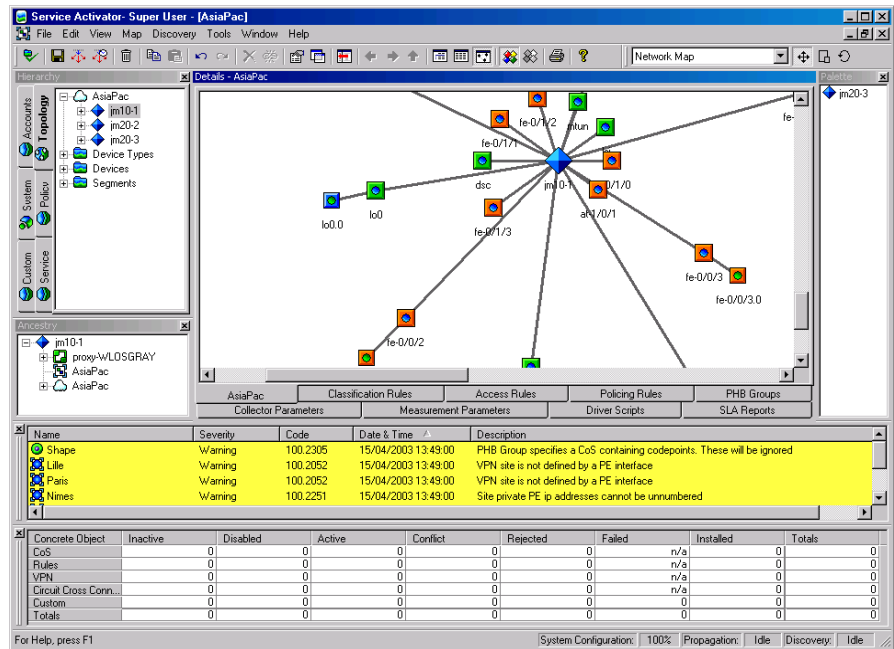 Service Activator- Super User - [AsiaPac]
File Edit View Map Discovery Tools Window Help
Network Map
Hierarchy
Details - AsiaPac
Palette
Accounts
Topology
System
Policy
Custom
Service
AsiaPac
jm10-1
jm20-2
jm20-3
Device Types
Devices
Segments
jm20-3
fe-0/1/2
mtun
fe-
fe-0/1/1
dsc
jm10-1
0/1/0
at-1/0/1
lo0
lo0.0
fe-0/1/3
fe-0/0/3
fe-0/0/3.0
fe-0/0/2
Ancestry
jm10-1
proxy-WLOSGRAY
AsiaPac
AsiaPac
AsiaPac Classification Rules Access Rules Policing Rules PHB Groups
Collector Parameters Measurement Parameters Driver Scripts SLA Reports
Name Severity Code Date & Time Description
Shape Warning 100.2305 15/04/2003 13:49:00 PHB Group specifies a CoS containing codepoints. These will be ignored
Lille Warning 100.2052 15/04/2003 13:49:00 VPN site is not defined by a PE interface
Paris Warning 100.2052 15/04/2003 13:49:00 VPN site is not defined by a PE interface
Nimes Warning 100.2251 15/04/2003 13:49:00 Site private PE ip addresses cannot be unnumbered
Concrete Object Inactive Disabled Active Conflict Rejected Failed Installed Totals
CoS 0 0 0 0 0 n/a 0 0
Rules 0 0 0 0 0 n/a 0 0
VPN 0 0 0 0 0 n/a 0 0
Circuit Cross Conn... 0 0 0 0 0 n/a 0 0
Custom 0 0 0 0 0 0 0 0
Totals 0 0 0 0 0 0 0 0
For Help, press F1
System Configuration: 100% Propagation: Idle Discovery: Idle